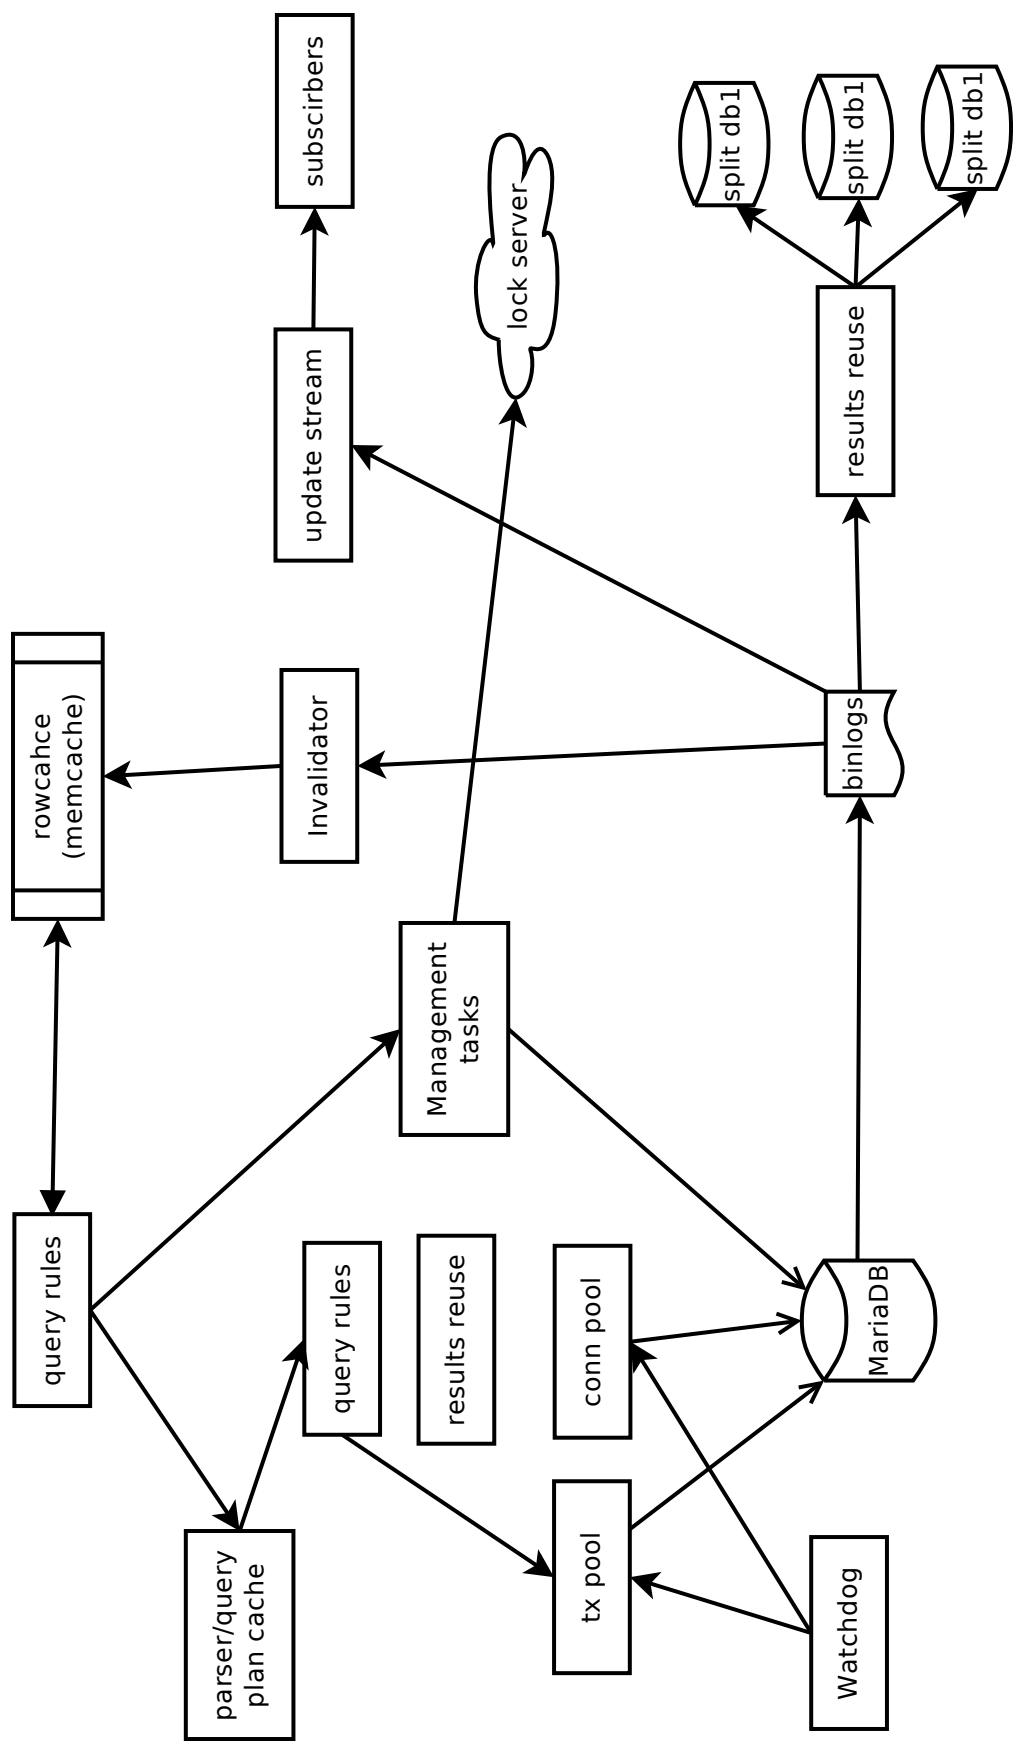 query rules
rowcahce
(memcache)
parser/query
plan cache
query rules
Invalidator
update stream
subscirbers
results reuse
Management
tasks
lock server
tx pool
conn pool
Watchdog
MariaDB
binlogs
results reuse
split db1
split db1
split db1